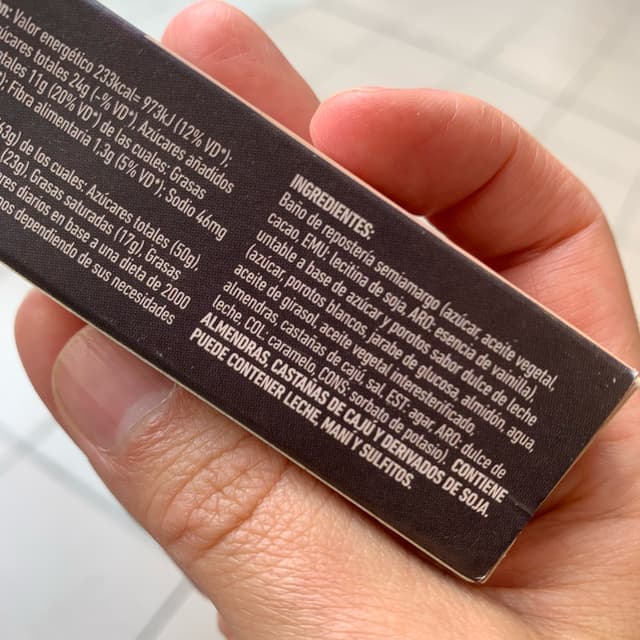 ón: Valor energético 233kcal= 973kJ (12% VD*);
zúcares totales 24g (-% VD*) Azúcares añadidos
otales 11g (20% VD*) de las cuales; Grasas
*); Fibra alimentaria 1,3g (5% VD*); Sodio 46mg
63g) de los cuales: Azúcares totales (50g),
(23g), Grasas saturadas (17g), Grasas
res diarios en base a una dieta de 2000
nos dependiendo de sus necesidades
INGREDIENTES:
Baño de repostería semiamargo (azúcar, aceite vegetal,
cacao, EMU: lecitina de soja, ARO: esencia de vainilla)
untable a base de azúcar y porotos sabor dulce de leche
(azúcar, porotos blancos, jarabe de glucosa, almidón, agua,
aceite de girasol, aceite vegetal interesterificado,
almendras, castañas de cajú, sal, EST: agar, ARO: dulce de
leche, COL: caramelo, CONS: sorbato de potasio). CONTIENE
ALMENDRAS, CASTAÑAS DE CAJÚ Y DERIVADOS DE SOJA.
PUEDE CONTENER LECHE, MANÍ Y SULFITOS.